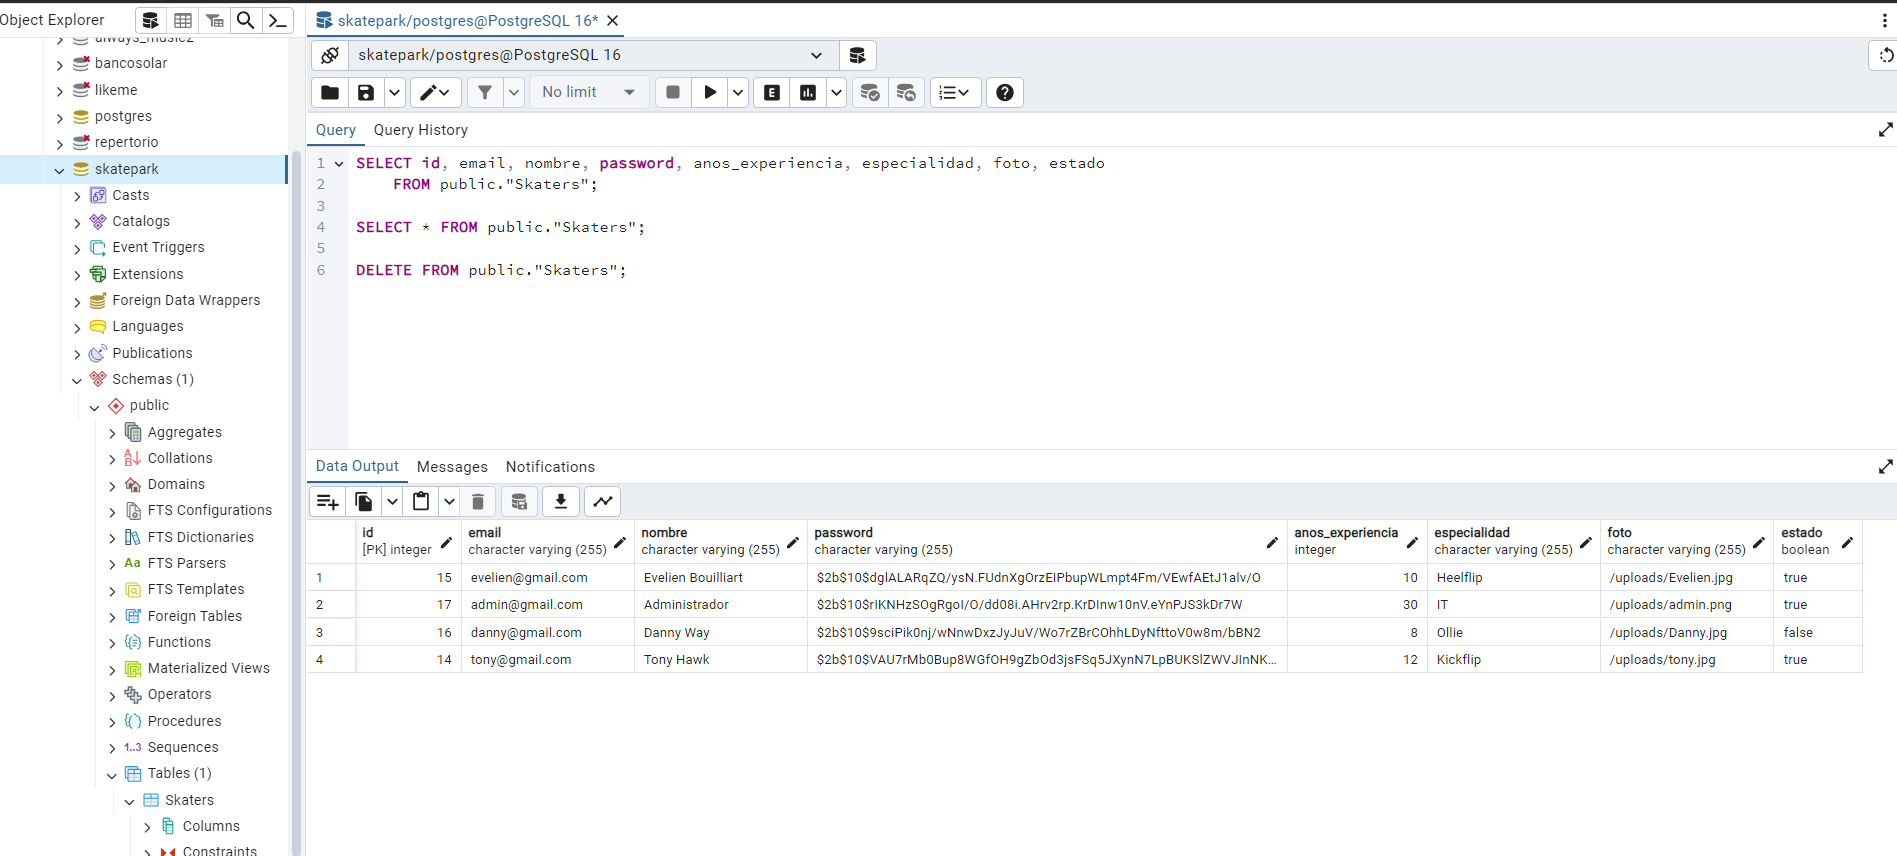 Object Explorer
always_music2
bancosolar
likeme
postgres
repertorio
skatepark
Casts
Catalogs
Event Triggers
Extensions
Foreign Data Wrappers
Languages
Publications
Schemas (1)
public
Aggregates
Collations
Domains
FTS Configurations
FTS Dictionaries
Aa FTS Parsers
FTS Templates
Foreign Tables
Functions
Materialized Views
Operators
Procedures
1..3 Sequences
Tables (1)
Skaters
Columns
Constraints
skatepark/postgres@PostgreSQL 16*
skatepark/postgres@PostgreSQL 16
No limit
E
Query Query History
1 SELECT id, email, nombre, password, anos_experiencia, especialidad, foto, estado
2 FROM public."Skaters";
3
4 SELECT * FROM public."Skaters";
5
6 DELETE FROM public."Skaters";
Data Output Messages Notifications
id email nombre password anos_experiencia especialidad foto estado
[PK] integer character varying (255) character varying (255) character varying (255) integer character varying (255) character varying (255) boolean
1 15 evelien@gmail.com Evelien Bouilliart $2b$10$dglALARqZQ/ysN.FUdnXgOrzEIPbupWLmpt4Fm/VEwfAEtJ1alv/O 10 Heelflip /uploads/Evelien.jpg true
2 17 admin@gmail.com Administrador $2b$10$rIKNHzSOgRgoI/O/dd08i.AHrv2rp.KrDInw10nV.eYnPJS3kDr7W 30 IT /uploads/admin.png true
3 16 danny@gmail.com Danny Way $2b$10$9sciPik0nj/wNnwDxzJyJuV/Wo7rZBrCOhhLDyNfttoV0w8m/bBN2 8 Ollie /uploads/Danny.jpg false
4 14 tony@gmail.com Tony Hawk $2b$10$VAU7rMb0Bup8WGfOH9gZbOd3jsFSq5JXynN7LpBUKSlZWVJInNK... 12 Kickflip /uploads/tony.jpg true